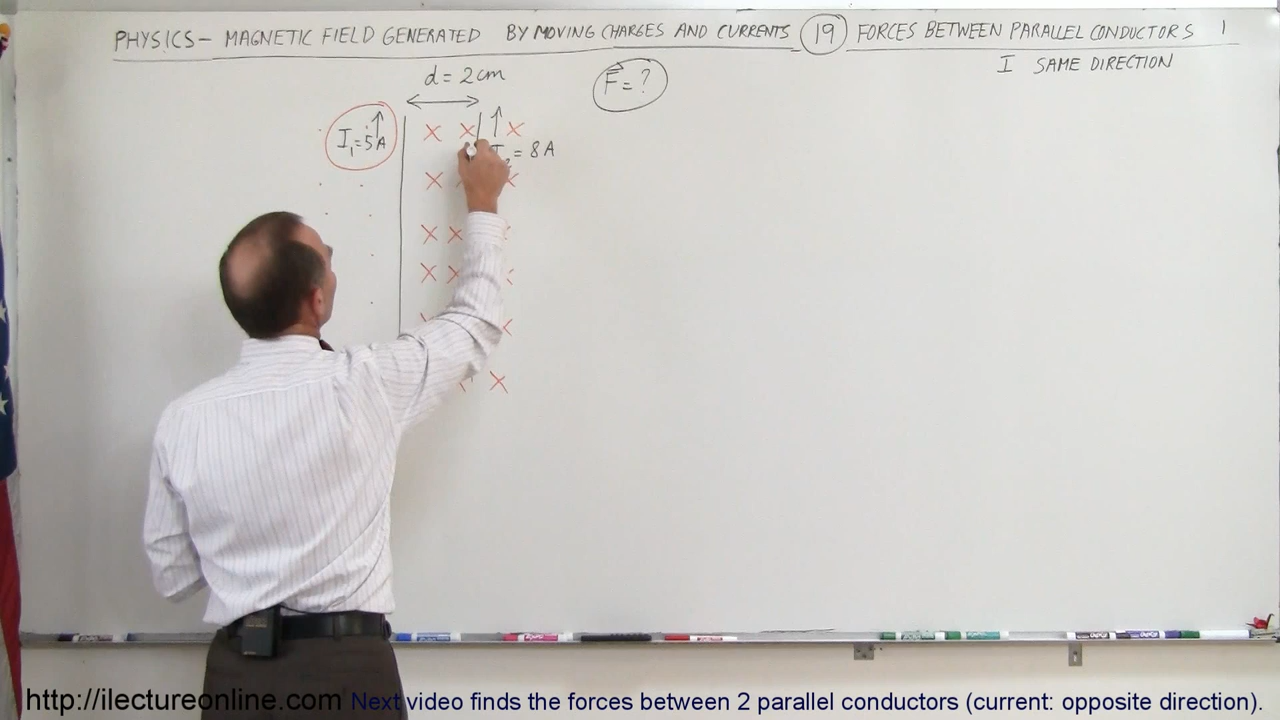 PHYSICS- MAGNETIC FIELD GENERATED BY MOVING CHARGES AND CURRENTS 19 FORCES BETWEEN PARALLEL CONDUCTORS 1
I SAME DIRECTION
d = 2cm
F = ?
I1=5A
I2 = 8A
http://ilectureonline.com Next video finds the forces between 2 parallel conductors (current: opposite direction).